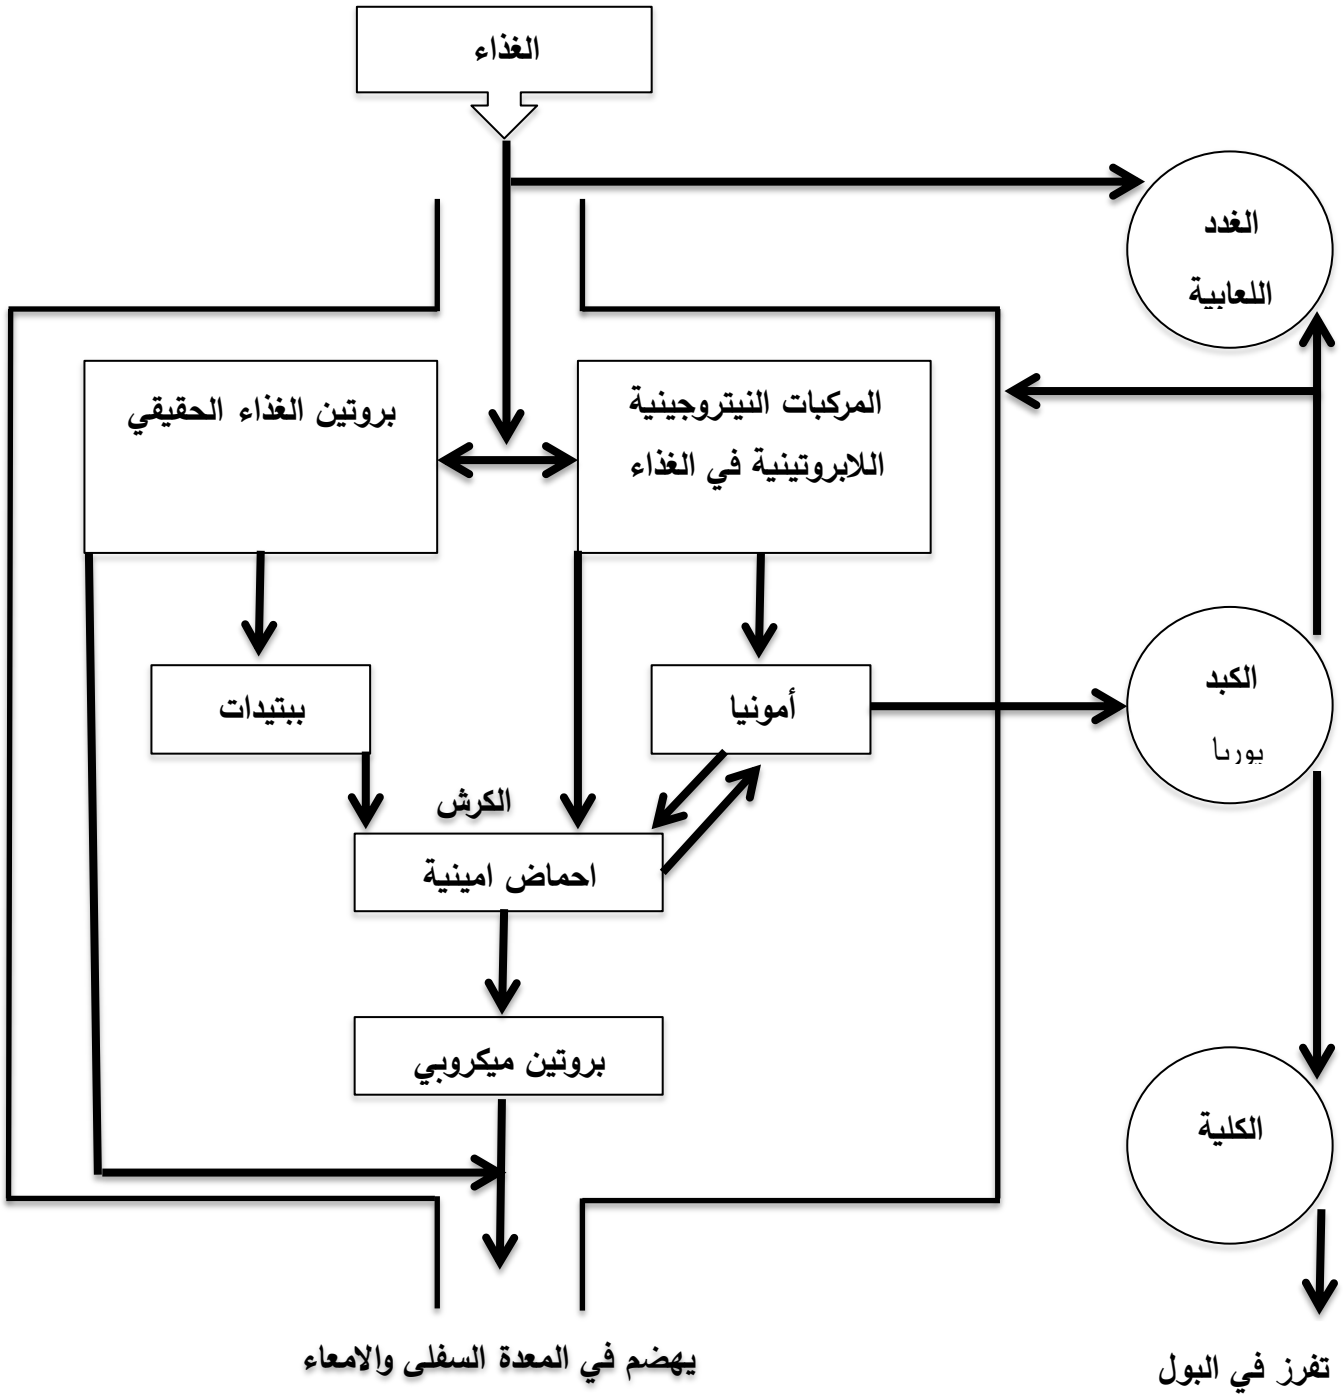 الغذاء
الغدد
اللعابية
بروتين الغذاء الحقيقي
المركبات النيتروجينية
اللابروتينية في الغذاء
ببتيدات
أمونيا
الكبد
يوريا
الكرش
احماض امينية
بروتين ميكروبي
الكلية
يهضم في المعدة السفلى والامعاء
تفرز في البول